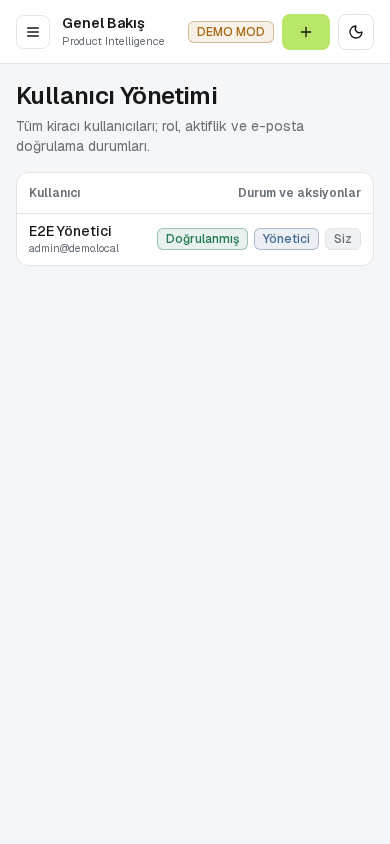 Genel Bakış
Product Intelligence
DEMO MOD
Kullanıcı Yönetimi
Tüm kiracı kullanıcıları; rol, aktiflik ve e-posta
doğrulama durumları.
Kullanıcı
Durum ve aksiyonlar
E2E Yönetici
admin@demo.local
Doğrulanmış
Yönetici
Siz